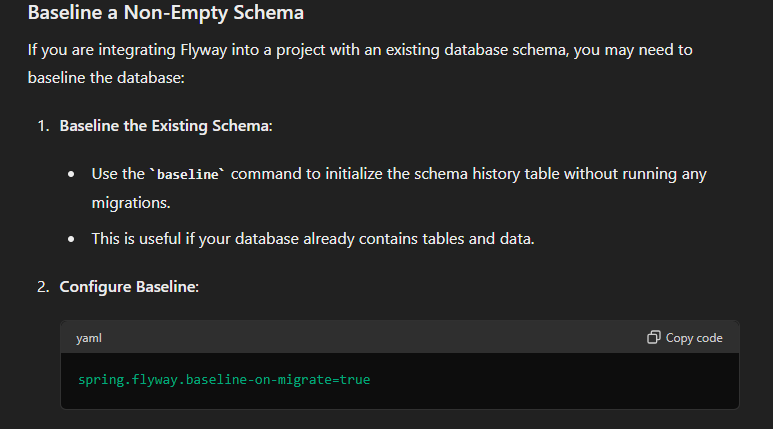 Baseline a Non-Empty Schema
If you are integrating Flyway into a project with an existing database schema, you may need to
baseline the database:
1. Baseline the Existing Schema:
• Use the `baseline` command to initialize the schema history table without running any
migrations.
• This is useful if your database already contains tables and data.
2. Configure Baseline:
yaml Copy code
spring.flyway.baseline-on-migrate=true